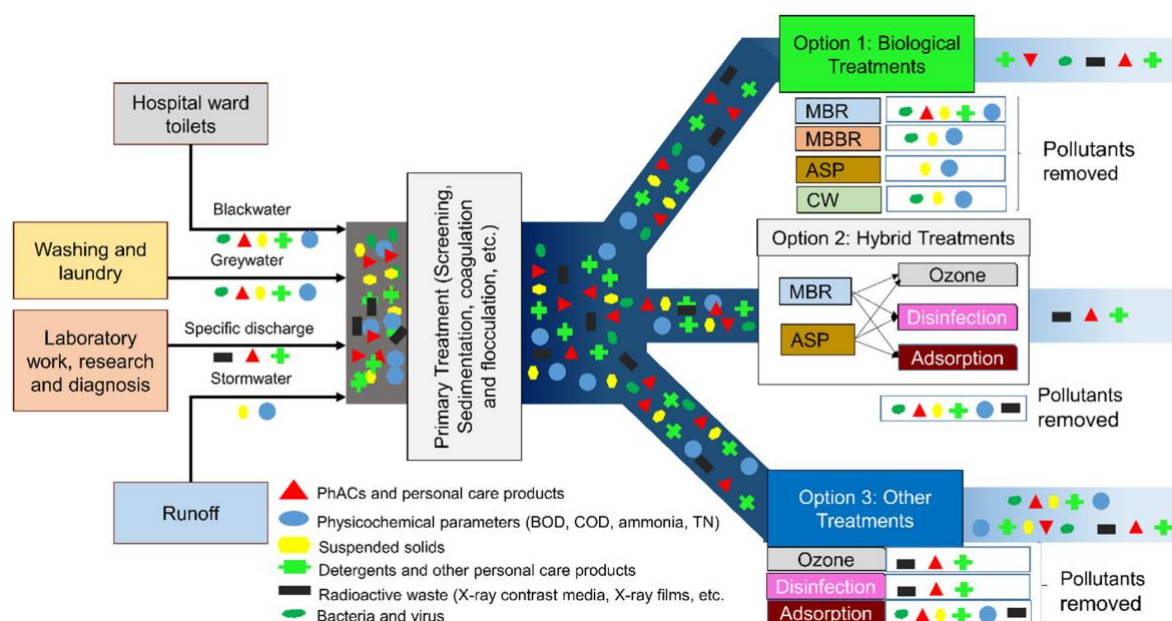 Hospital ward
toilets
Blackwater
Washing and
laundry
Greywater
Laboratory
work, research
and diagnosis
Specific discharge
Stormwater
Runoff
Primary Treatment (Screening,
Sedimentation, coagulation
and flocculation, etc.)
PhACs and personal care products
Physicochemical parameters (BOD, COD, ammonia, TN)
Suspended solids
Detergents and other personal care products
Radioactive waste (X-ray contrast media, X-ray films, etc.
Bacteria and virus
Option 1: Biological
Treatments
MBR
MBBR
ASP
CW
Pollutants
removed
Option 2: Hybrid Treatments
MBR
ASP
Ozone
Disinfection
Adsorption
Pollutants
removed
Option 3: Other
Treatments
Ozone
Disinfection
Adsorption
Pollutants
removed